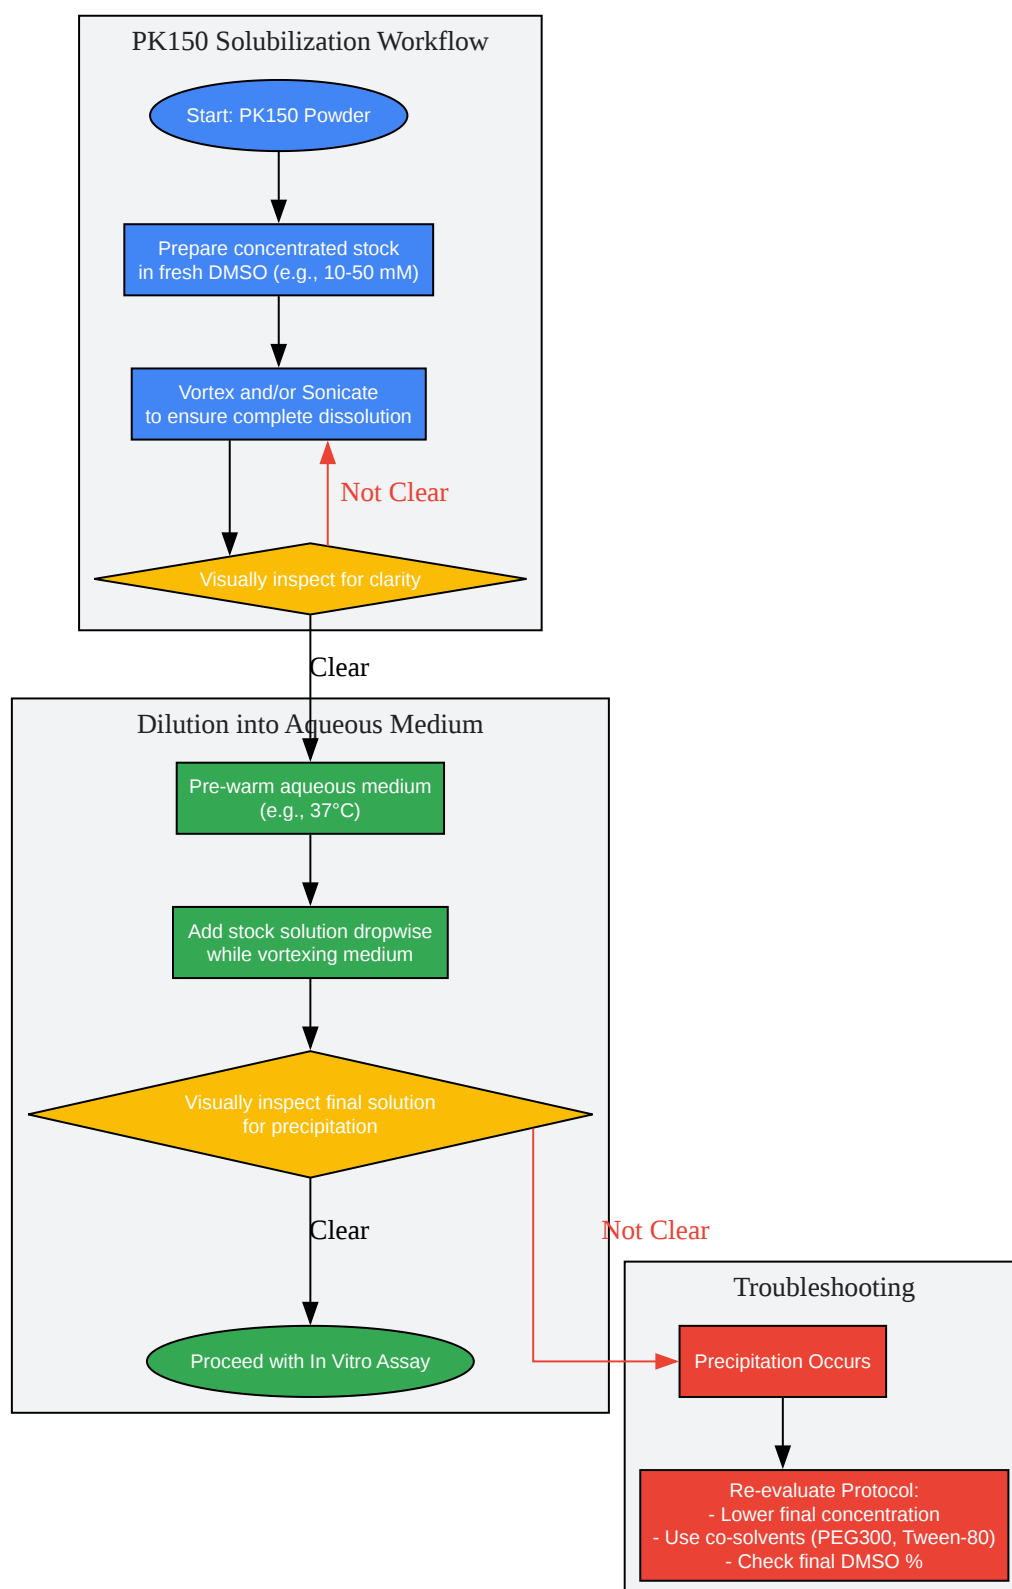 PK150 Solubilization Workflow
Start: PK150 Powder
Prepare concentrated stock
in fresh DMSO (e.g., 10-50 mM)
Vortex and/or Sonicate
to ensure complete dissolution
Not Clear
Visually inspect for clarity
Clear
Dilution into Aqueous Medium
Pre-warm aqueous medium
(e.g., 37°C)
Add stock solution dropwise
while vortexing medium
Visually inspect final solution
for precipitation
Clear
Not Clear
Troubleshooting
Proceed with In Vitro Assay
Precipitation Occurs
Re-evaluate Protocol:
- Lower final concentration
- Use co-solvents (PEG300, Tween-80)
- Check final DMSO %